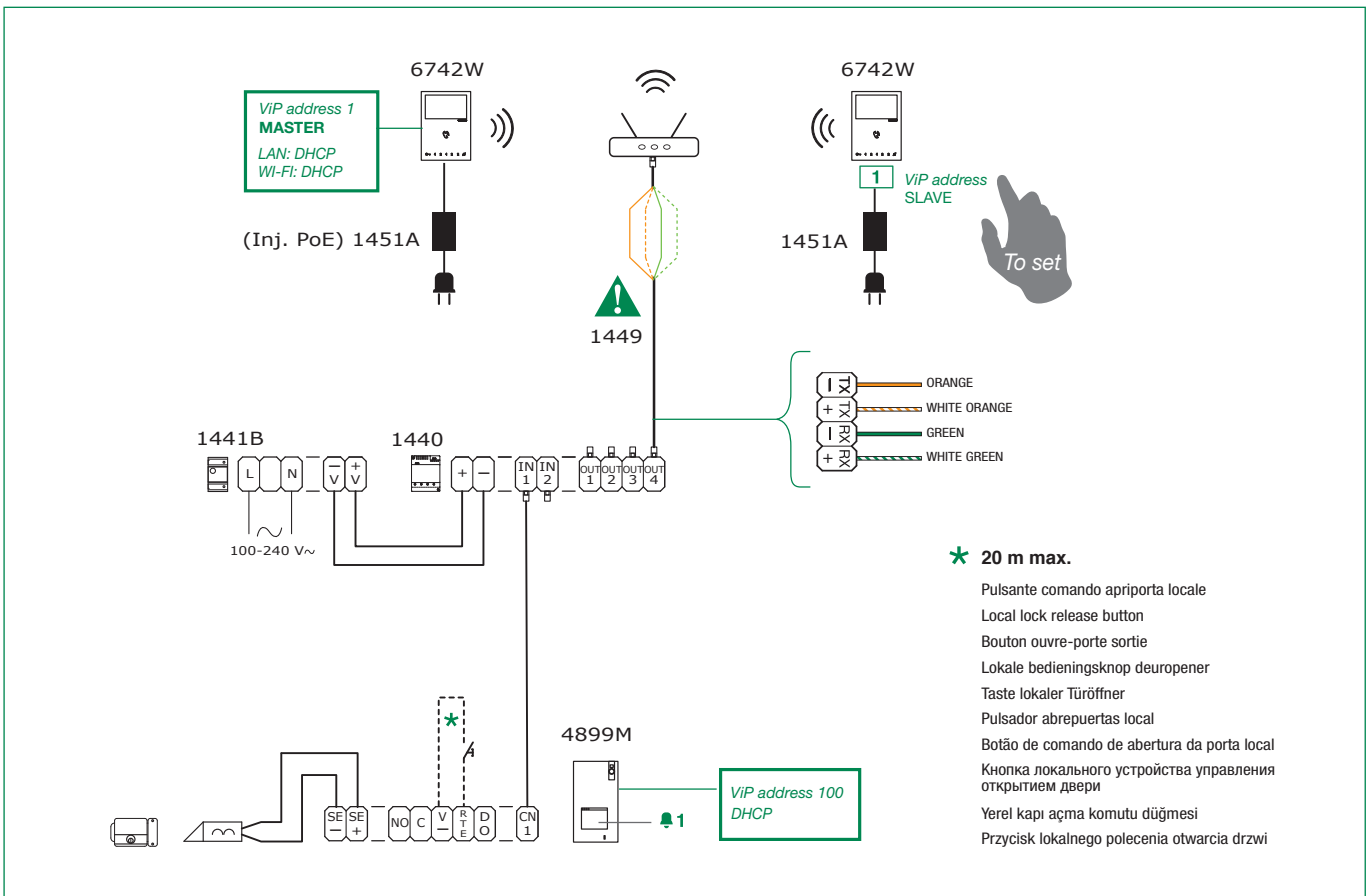 6742W
6742W
ViP address 1
MASTER
LAN: DHCP
WI-FI: DHCP
1
ViP address
SLAVE
(Inj. PoE) 1451A
1451A
To set
!
1449
TX −
ORANGE
TX +
WHITE ORANGE
RX −
GREEN
RX +
WHITE GREEN
1441B
1440
L N − V + V
+ −
IN 1 IN 2
OUT 1 OUT 2 OUT 3 OUT 4
100-240 V~
* 20 m max.
Pulsante comando apriporta locale
Local lock release button
Bouton ouvre-porte sortie
Lokale bedieningsknop deuropener
Taste lokaler Türöffner
Pulsador abrepuertas local
Botão de comando de abertura da porta local
Кнопка локального устройства управления
открытием двери
Yerel kapı açma komutu düğmesi
Przycisk lokalnego polecenia otwarcia drzwi
*
4899M
ViP address 100
DHCP
1
SE − SE + NO C V − RTE DO CN 1